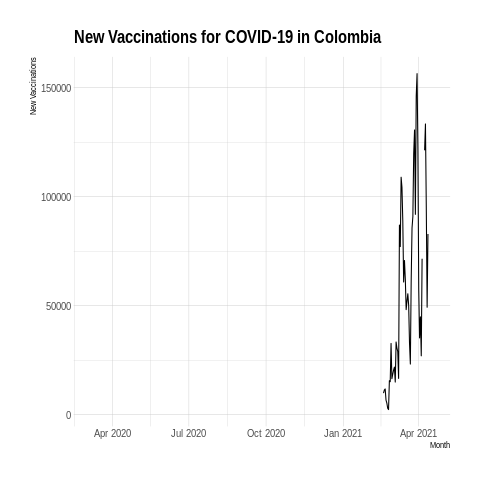 New Vaccinations for COVID-19 in Colombia
New Vaccinations
150000
100000
50000
0
Apr 2020 Jul 2020 Oct 2020 Jan 2021 Apr 2021
Month